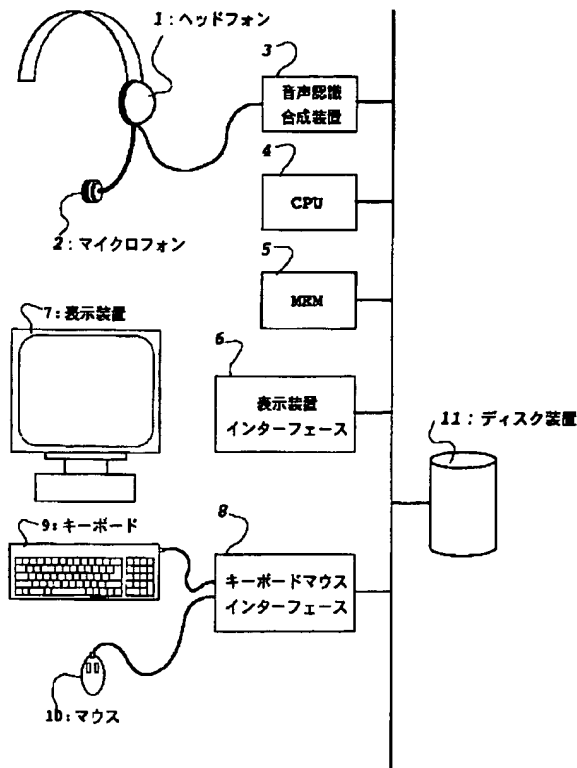 1:ヘッドフォン
3
音声認識
合成装置
4
CPU
2:マイクロフォン
5
MEM
7:表示装置
6
表示装置
インターフェース
11:ディスク装置
9:キーボード
8
キーボードマウス
インターフェース
10:マウス